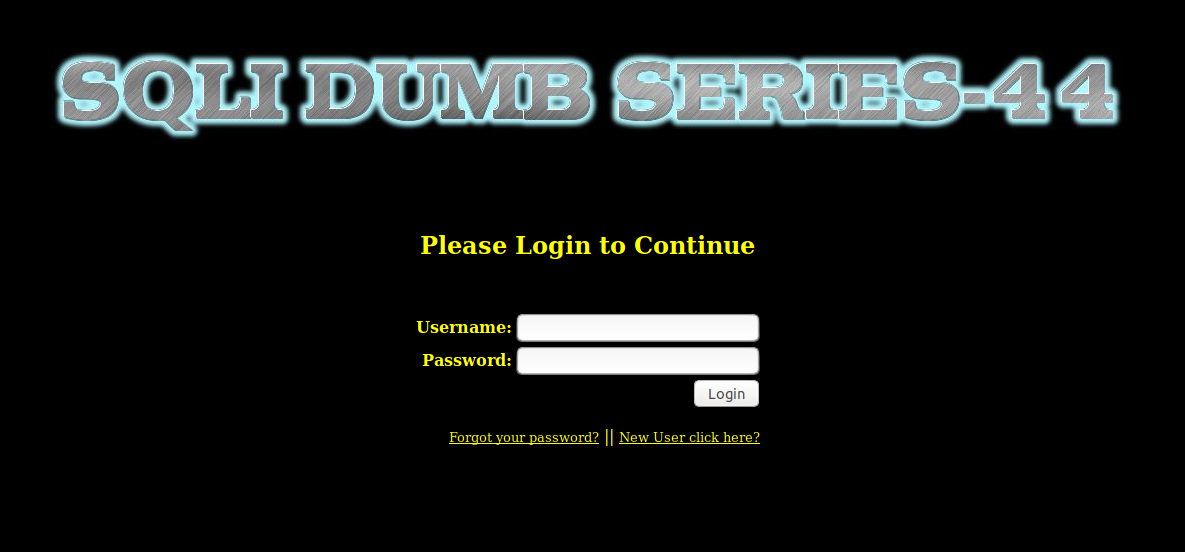 SQLI DUMB SERIES-44
Please Login to Continue
Username:
Password:
Login
Forgot your password? || New User click here?